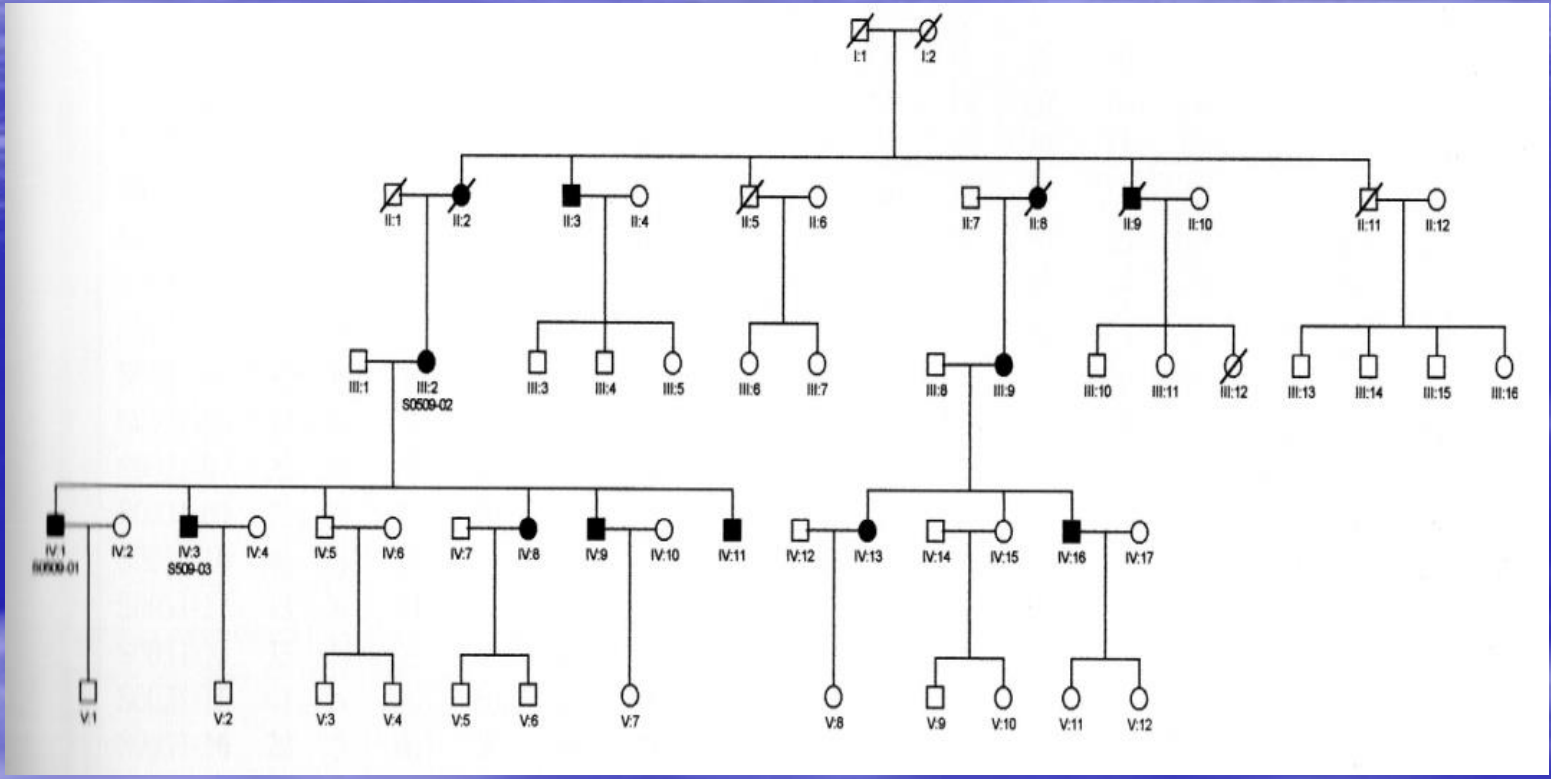 I:1 I:2
II:1 II:2 II:3 II:4 II:5 II:6 II:7 II:8 II:9 II:10 II:11 II:12
III:1 III:2 III:3 III:4 III:5 III:6 III:7 III:8 III:9 III:10 III:11 III:12 III:13 III:14 III:15 III:16
S0509-02
IV:1 IV:2 IV:3 IV:4 IV:5 IV:6 IV:7 IV:8 IV:9 IV:10 IV:11 IV:12 IV:13 IV:14 IV:15 IV:16 IV:17
S0509-01 S509-03
V:1 V:2 V:3 V:4 V:5 V:6 V:7 V:8 V:9 V:10 V:11 V:12